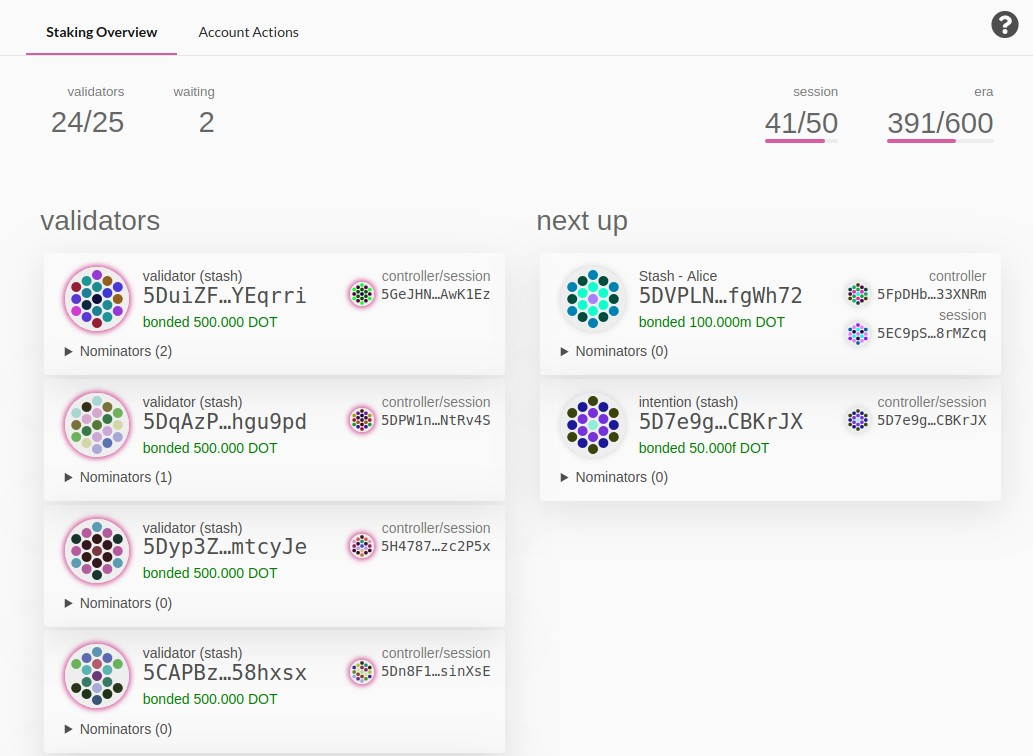 Staking Overview
Account Actions
?
validators
waiting
session
era
24/25
2
41/50
391/600
validators
validator (stash)
5DuiZF…YEqrri
bonded 500.000 DOT
controller/session
5GeJHN…AwK1Ez
Nominators (2)
validator (stash)
5DqAzP…hgu9pd
bonded 500.000 DOT
controller/session
5DPW1n…NtRv4S
Nominators (1)
validator (stash)
5Dyp3Z…mtcyJe
bonded 500.000 DOT
controller/session
5H4787…zc2P5x
Nominators (0)
validator (stash)
5CAPBz…58hxsx
bonded 500.000 DOT
controller/session
5Dn8F1…sinXsE
Nominators (0)
next up
Stash - Alice
5DVPLN…fgWh72
bonded 100.000m DOT
controller
5FpDHb…33XNRm
session
5EC9pS…8rMZcq
Nominators (0)
intention (stash)
5D7e9g…CBKrJX
bonded 50.000f DOT
controller/session
5D7e9g…CBKrJX
Nominators (0)